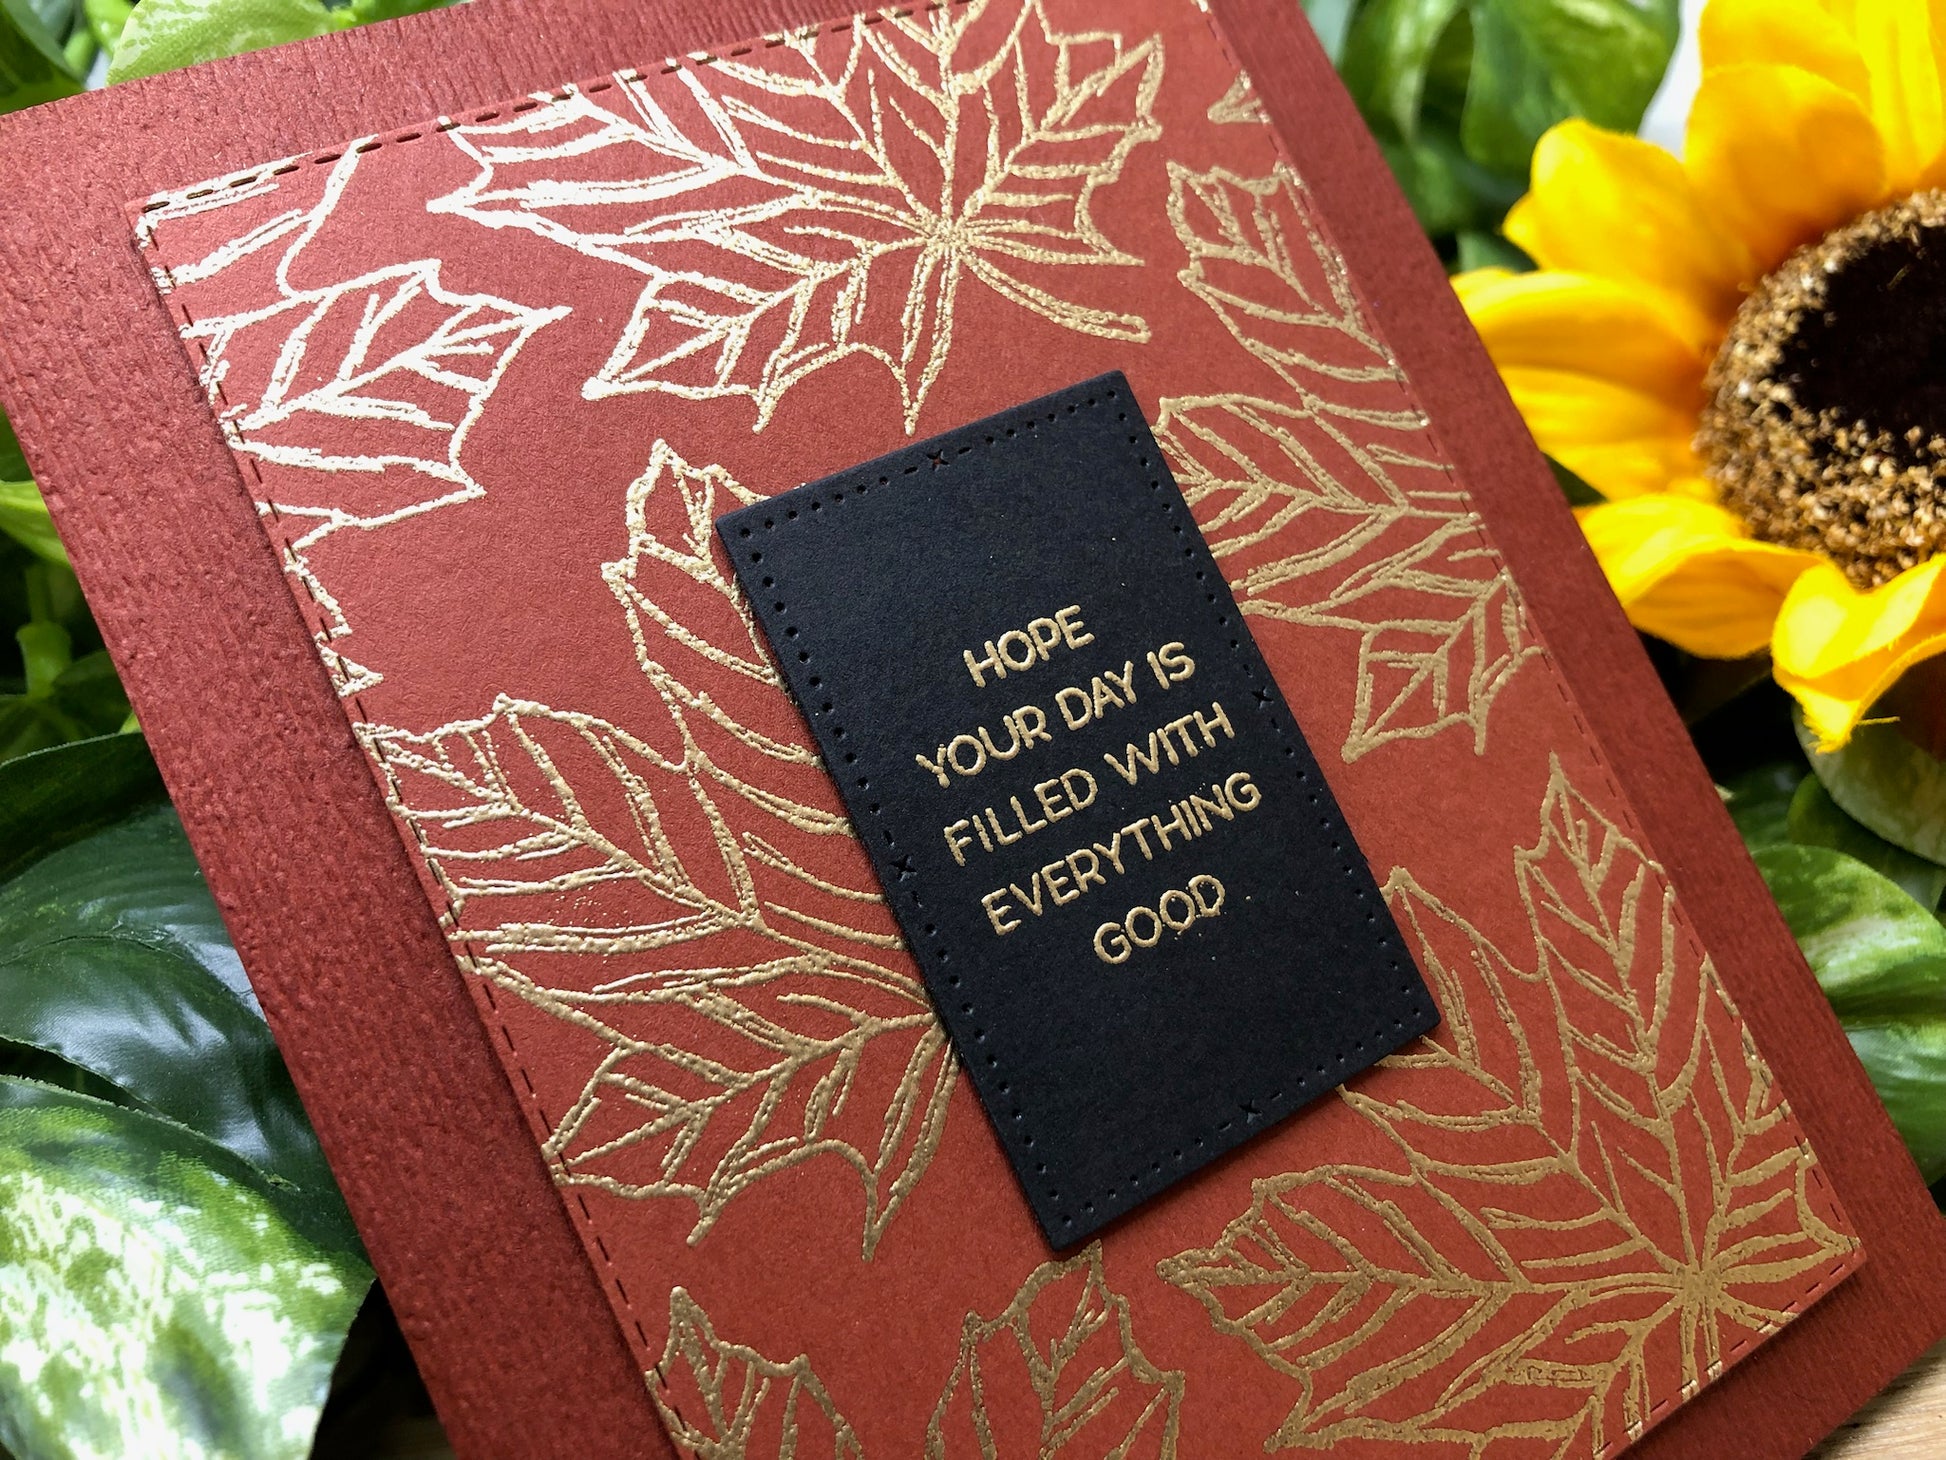 HOPE
YOUR DAY IS
FILLED WITH
EVERYTHING
GOOD